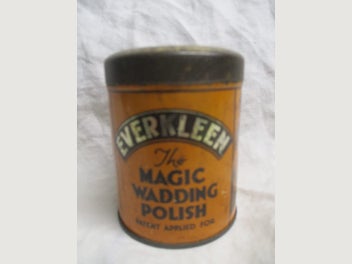 EVERKLEEN
The
MAGIC
WADDING
POLISH
PATENT APPLIED FOR